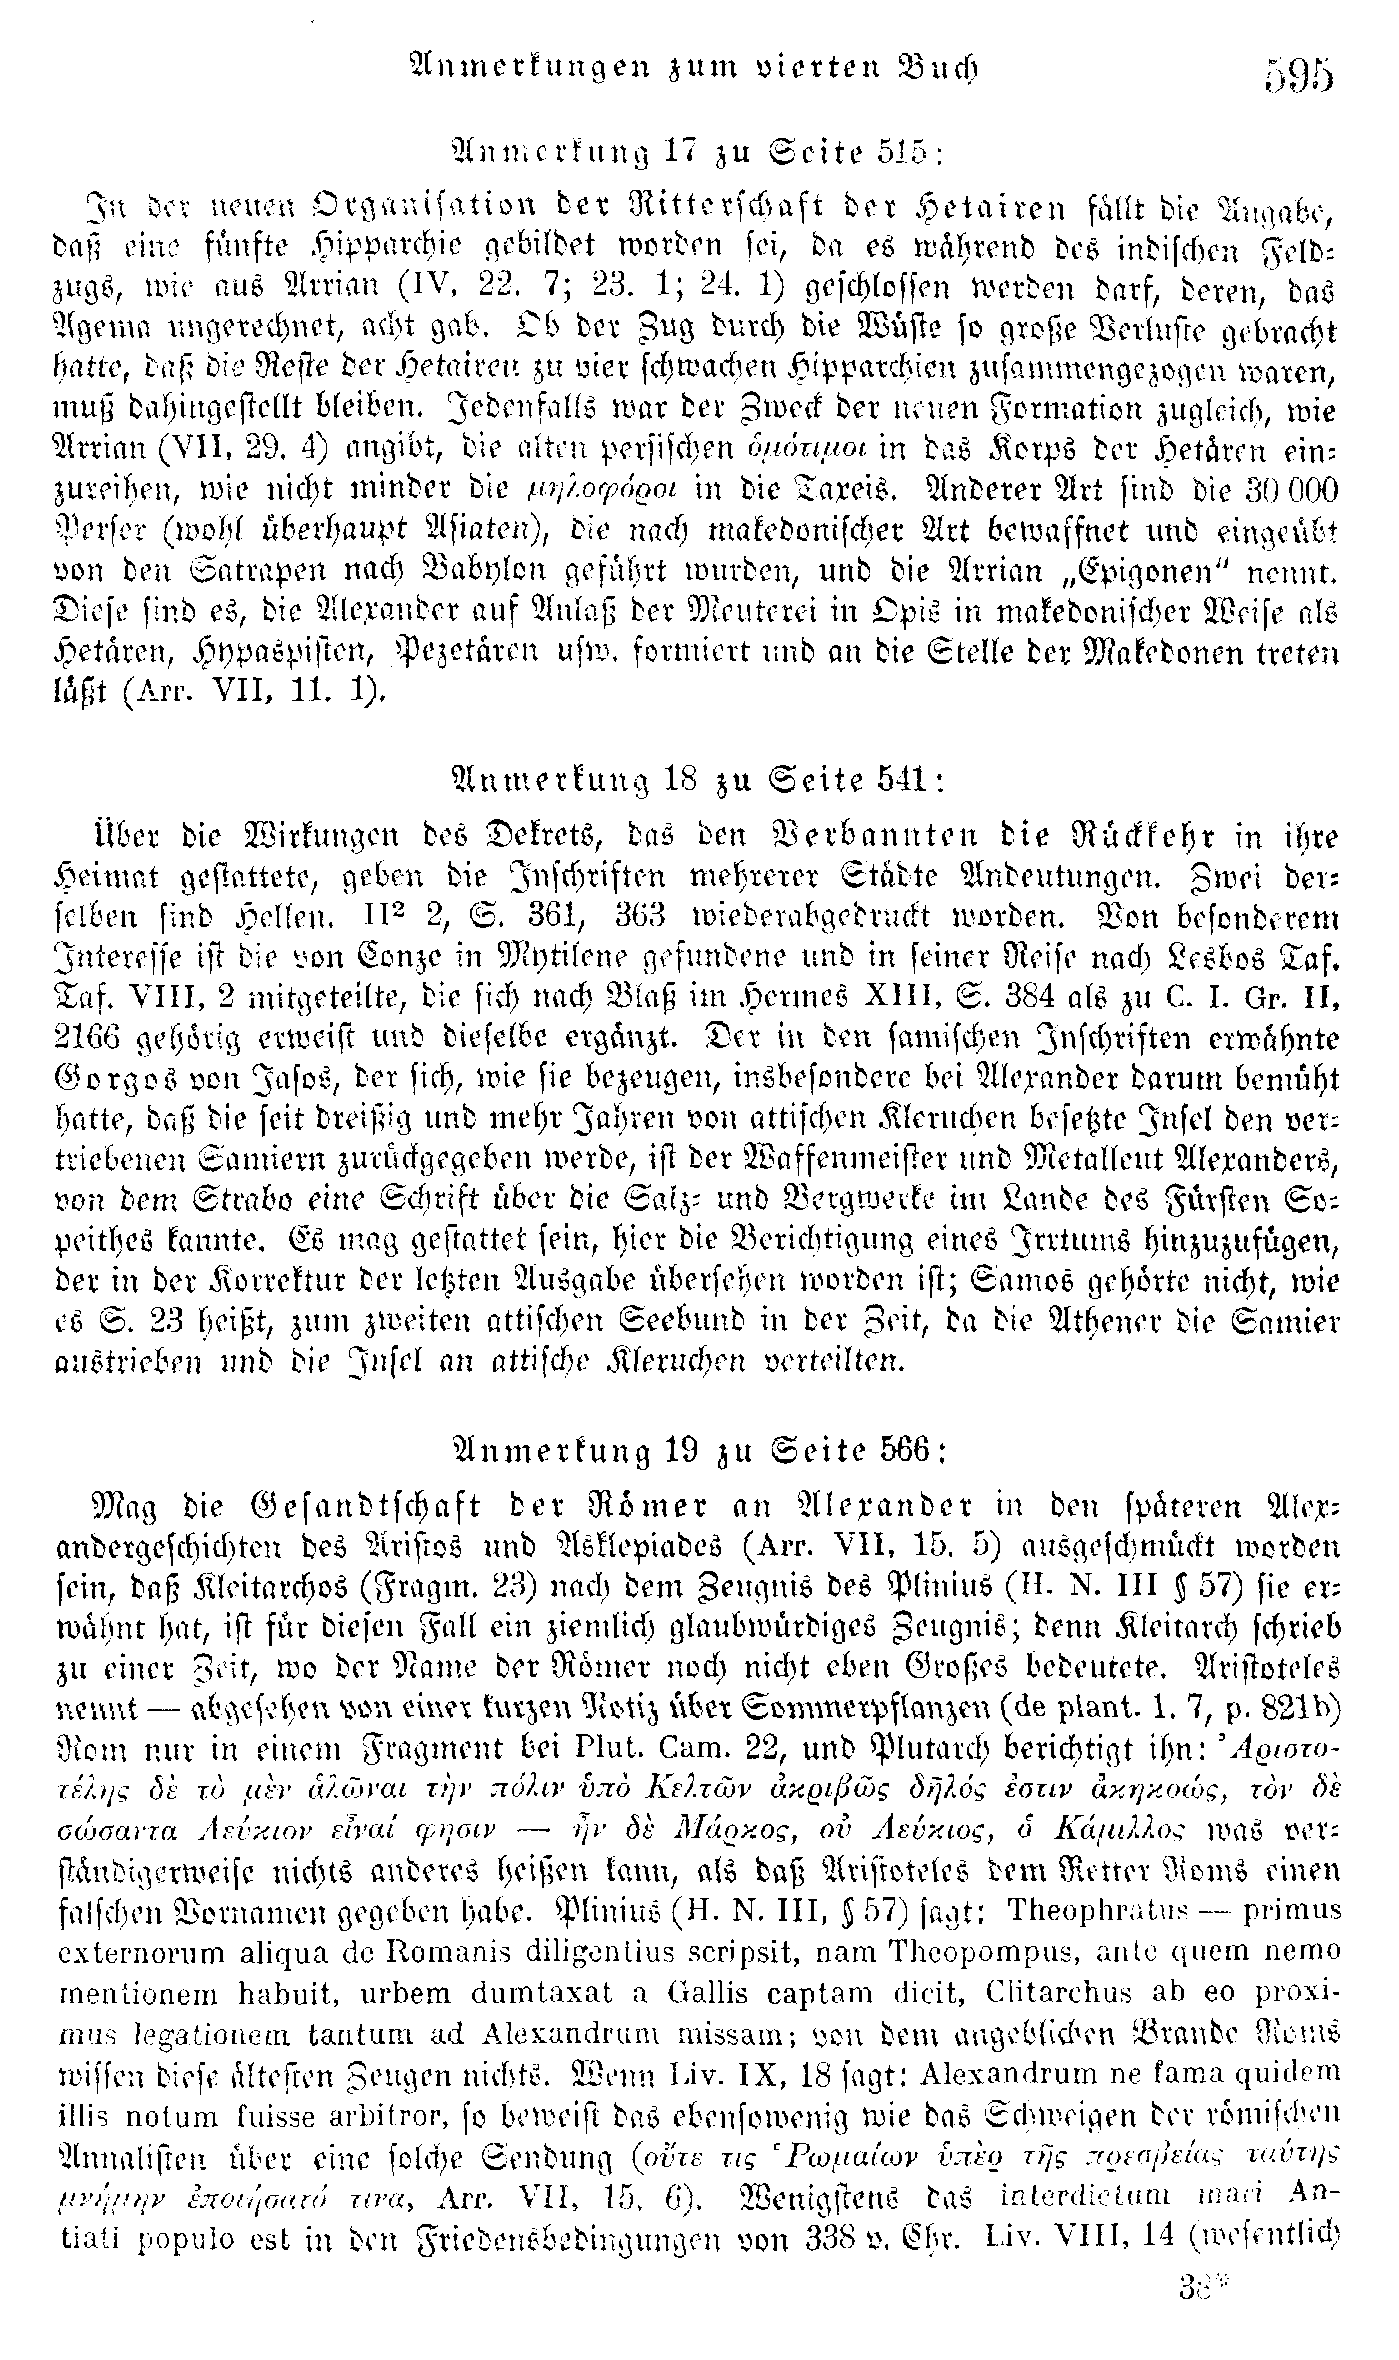 Anmerkungen zum vierten Buch
595
Anmerkung 17 zu Seite 515:
In der neuen Organisation der Ritterschaft der Hetairen fällt die Angabe,
daß eine fünfte Hipparchie gebildet worden sei, da es während des indischen Feld-
zugs, wie aus Arrian (IV, 22. 7; 23. 1; 24. 1) geschlossen werden darf, deren, das
Agema ungerechnet, acht gab. Ob der Zug durch die Wüste so große Verluste gebracht
hatte, daß die Reste der Hetairen zu vier schwachen Hipparchien zusammengezogen waren,
muß dahingestellt bleiben. Jedenfalls war der Zweck der neuen Formation zugleich, wie
Arrian (VII, 29. 4) angibt, die alten persischen ὁμότιμοι in das Korps der Hetären ein-
zureihen, wie nicht minder die μηλοφόροι in die Taxeis. Anderer Art sind die 30 000
Perser (wohl überhaupt Asiaten), die nach makedonischer Art bewaffnet und eingeübt
von den Satrapen nach Babylon geführt wurden, und die Arrian „Epigonen" nennt.
Diese sind es, die Alexander auf Anlaß der Meuterei in Opis in makedonischer Weise als
Hetären, Hypaspisten, Pezetären usw. formiert und an die Stelle der Makedonen treten
läßt (Arr. VII, 11. 1).
Anmerkung 18 zu Seite 541:
Über die Wirkungen des Dekrets, das den Verbannten die Rückkehr in ihre
Heimat gestattete, geben die Inschriften mehrerer Städte Andeutungen. Zwei der-
selben sind Hellen. II² 2, S. 361, 363 wiederabgedruckt worden. Von besonderem
Interesse ist die von Conze in Mytilene gefundene und in seiner Reise nach Lesbos Taf.
Taf. VIII, 2 mitgeteilte, die sich nach Blaß im Hermes XIII, S. 384 als zu C. I. Gr. II,
2166 gehörig erweist und dieselbe ergänzt. Der in den samischen Inschriften erwähnte
Gorgos von Jasos, der sich, wie sie bezeugen, insbesondere bei Alexander darum bemüht
hatte, daß die seit dreißig und mehr Jahren von attischen Kleruchen besetzte Insel den ver-
triebenen Samiern zurückgegeben werde, ist der Waffenmeister und Metalleut Alexanders,
von dem Strabo eine Schrift über die Salz- und Bergwerke im Lande des Fürsten So-
peithes kannte. Es mag gestattet sein, hier die Berichtigung eines Irrtums hinzuzufügen,
der in der Korrektur der letzten Ausgabe übersehen worden ist; Samos gehörte nicht, wie
es S. 23 heißt, zum zweiten attischen Seebund in der Zeit, da die Athener die Samier
austrieben und die Insel an attische Kleruchen verteilten.
Anmerkung 19 zu Seite 566:
Mag die Gesandtschaft der Römer an Alexander in den späteren Alex-
andergeschichten des Aristos und Asklepiades (Arr. VII, 15. 5) ausgeschmückt worden
sein, daß Kleitarchos (Fragm. 23) nach dem Zeugnis des Plinius (H. N. III § 57) sie er-
wähnt hat, ist für diesen Fall ein ziemlich glaubwürdiges Zeugnis; denn Kleitarch schrieb
zu einer Zeit, wo der Name der Römer noch nicht eben Großes bedeutete. Aristoteles
nennt — abgesehen von einer kurzen Notiz über Sommerpflanzen (de plant. 1. 7, p. 821b)
Rom nur in einem Fragment bei Plut. Cam. 22, und Plutarch berichtigt ihn: Ἀριστο-
τέλης δὲ τὸ μὲν ἁλῶναι τὴν πόλιν ὑπὸ Κελτῶν ἀκριβῶς δῆλός ἐστιν ἀκηκοώς, τὸν δὲ
σώσαντα Λεύκιον εἶναί φησιν — ἦν δὲ Μάρκος, οὐ Λεύκιος, ὁ Κάμιλλος was ver-
ständigerweise nichts anderes heißen kann, als daß Aristoteles dem Retter Roms einen
falschen Vornamen gegeben habe. Plinius (H. N. III, § 57) sagt: Theophratus — primus
externorum aliqua de Romanis diligentius scripsit, nam Theopompus, ante quem nemo
mentionem habuit, urbem dumtaxat a Gallis captam dicit, Clitarchus ab eo proxi-
mus legationem tantum ad Alexandrum missam; von dem angeblichen Brande Roms
wissen diese ältesten Zeugen nichts. Wenn Liv. IX, 18 sagt: Alexandrum ne fama quidem
illis notum fuisse arbitror, so beweist das ebensowenig wie das Schweigen der römischen
Annalisten über eine solche Sendung (οὔτε τις Ῥωμαίων ὑπὲρ τῆς πρεσβείας ταύτης
μνήμην ἐποιήσατό τινα, Arr. VII, 15. 6). Wenigstens das interdictum mari An-
tiati populo est in den Friedensbedingungen von 338 v. Chr. Liv. VIII, 14 (wesentlich
38*